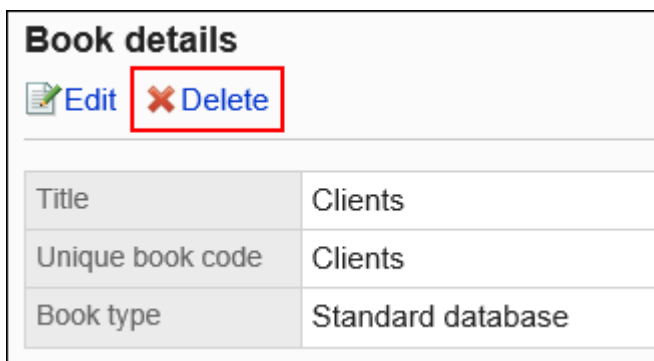 Book details
Edit Delete
Title Clients
Unique book code Clients
Book type Standard database